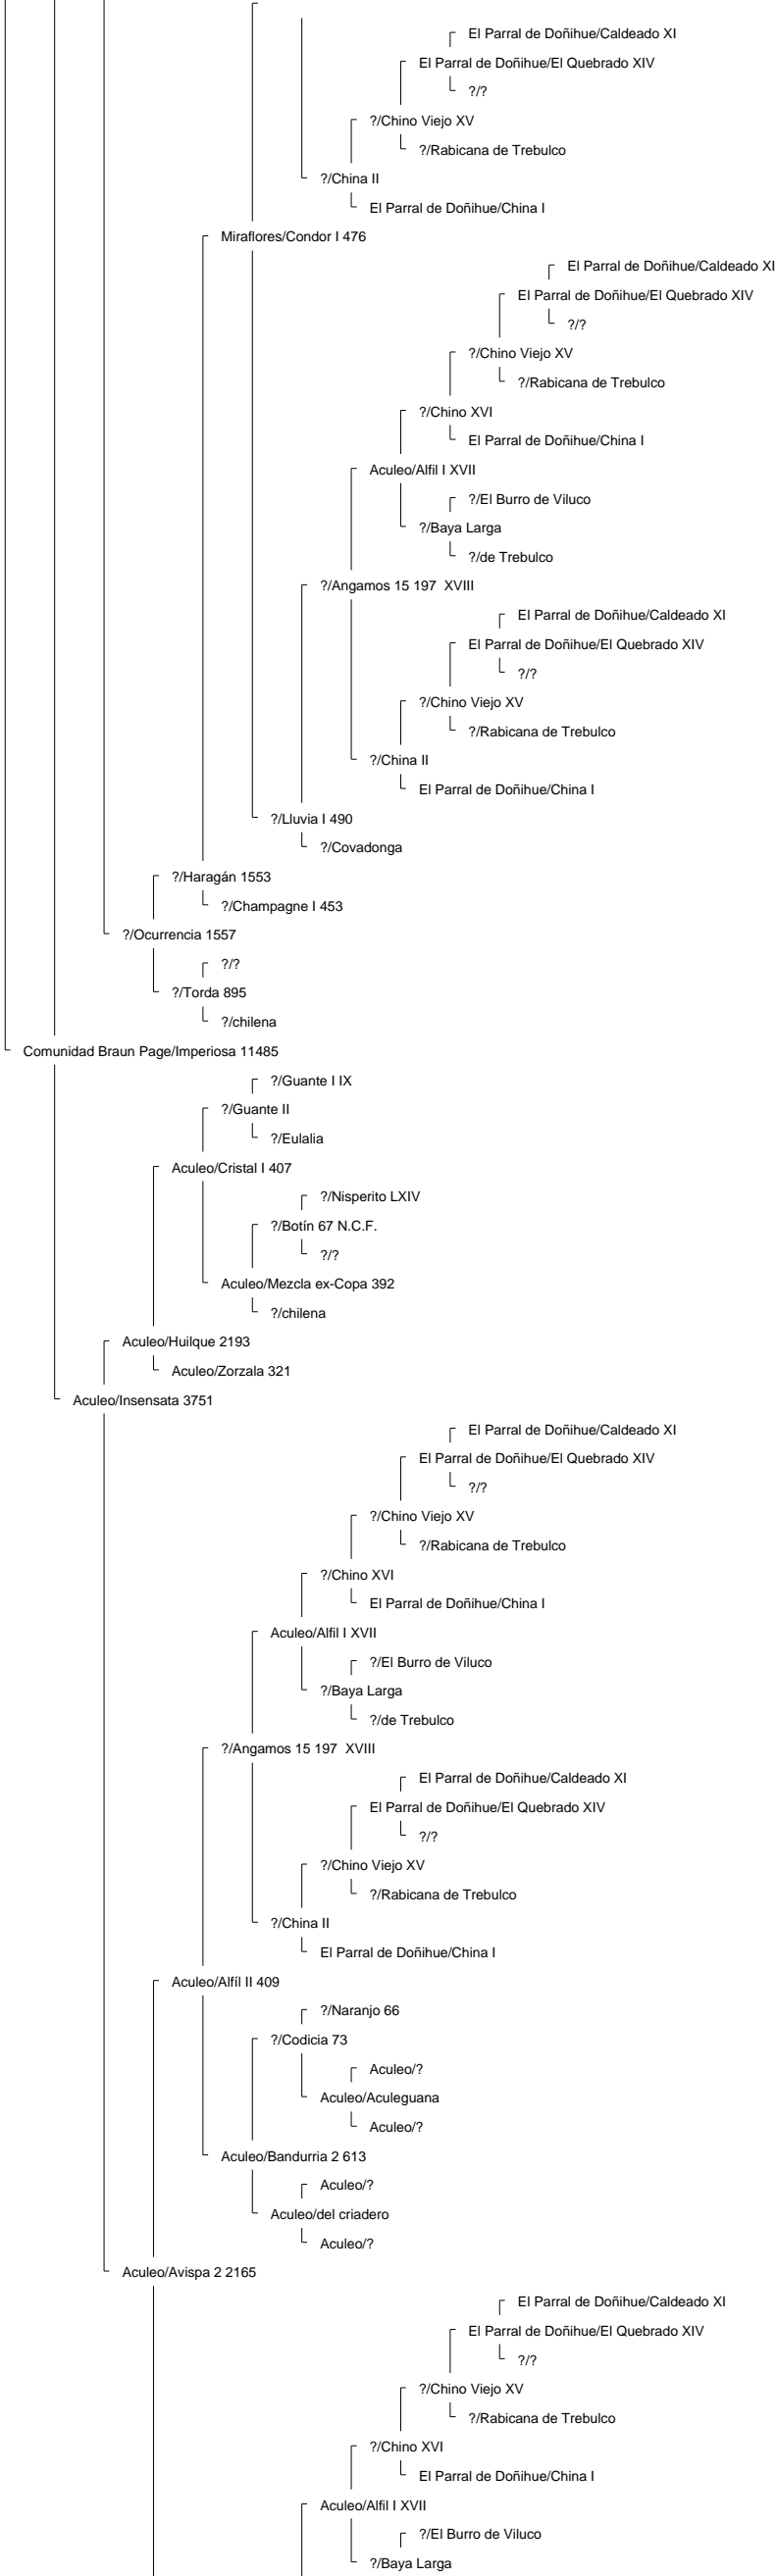 El Parral de Doñihue/Caldeado XI
El Parral de Doñihue/El Quebrado XIV
?/?
?/Chino Viejo XV
?/Rabicana de Trebulco
?/China II
El Parral de Doñihue/China I
Miraflores/Condor I 476
El Parral de Doñihue/Caldeado XI
El Parral de Doñihue/El Quebrado XIV
?/?
?/Chino Viejo XV
?/Rabicana de Trebulco
?/Chino XVI
El Parral de Doñihue/China I
Aculeo/Alfil I XVII
?/El Burro de Viluco
?/Baya Larga
?/de Trebulco
?/Angamos 15 197  XVIII
El Parral de Doñihue/Caldeado XI
El Parral de Doñihue/El Quebrado XIV
?/?
?/Chino Viejo XV
?/Rabicana de Trebulco
?/China II
El Parral de Doñihue/China I
?/Lluvia I 490
?/Covadonga
?/Haragán 1553
?/Champagne I 453
?/Ocurrencia 1557
?/?
?/Torda 895
?/chilena
Comunidad Braun Page/Imperiosa 11485
?/Guante I IX
?/Guante II
?/Eulalia
Aculeo/Cristal I 407
?/Nisperito LXIV
?/Botín 67 N.C.F.
?/?
Aculeo/Mezcla ex-Copa 392
?/chilena
Aculeo/Huilque 2193
Aculeo/Zorzala 321
Aculeo/Insensata 3751
El Parral de Doñihue/Caldeado XI
El Parral de Doñihue/El Quebrado XIV
?/?
?/Chino Viejo XV
?/Rabicana de Trebulco
?/Chino XVI
El Parral de Doñihue/China I
Aculeo/Alfil I XVII
?/El Burro de Viluco
?/Baya Larga
?/de Trebulco
?/Angamos 15 197  XVIII
El Parral de Doñihue/Caldeado XI
El Parral de Doñihue/El Quebrado XIV
?/?
?/Chino Viejo XV
?/Rabicana de Trebulco
?/China II
El Parral de Doñihue/China I
Aculeo/Alfíl II 409
?/Naranjo 66
?/Codicia 73
Aculeo/?
Aculeo/Aculeguana
Aculeo/?
Aculeo/Bandurria 2 613
Aculeo/?
Aculeo/del criadero
Aculeo/?
Aculeo/Avispa 2 2165
El Parral de Doñihue/Caldeado XI
El Parral de Doñihue/El Quebrado XIV
?/?
?/Chino Viejo XV
?/Rabicana de Trebulco
?/Chino XVI
El Parral de Doñihue/China I
Aculeo/Alfil I XVII
?/El Burro de Viluco
?/Baya Larga